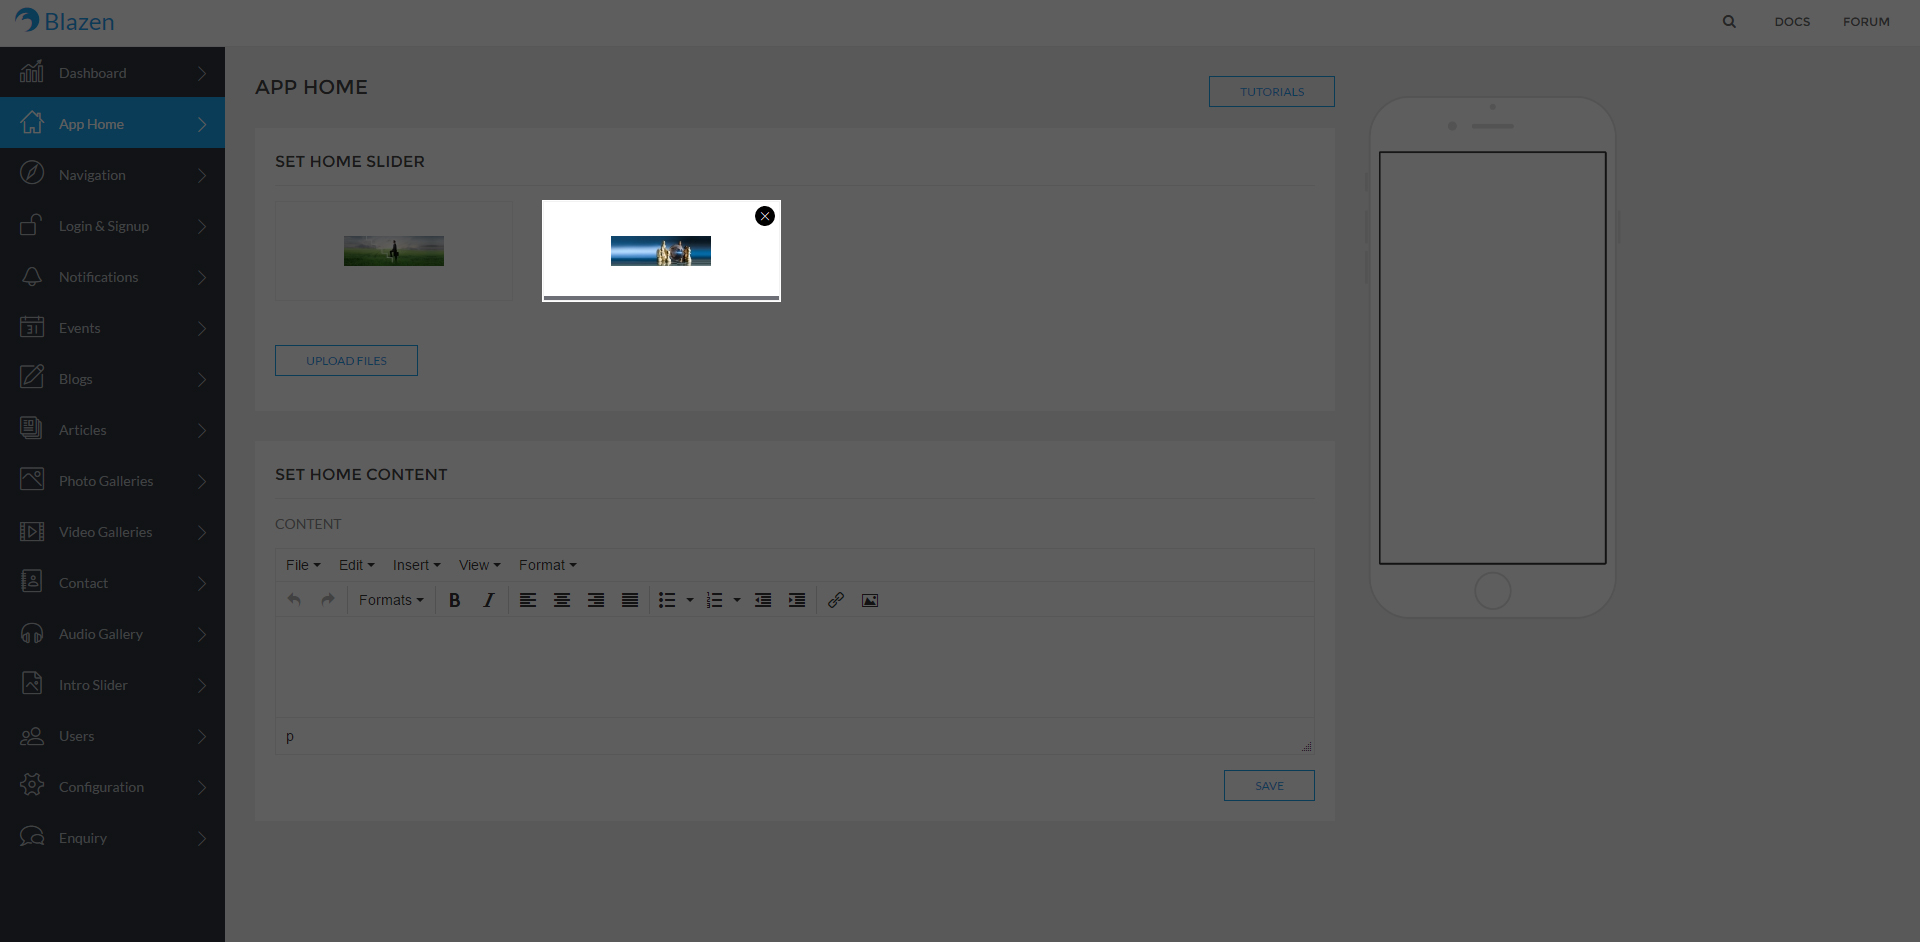 Blazen
DOCS
FORUM
Dashboard
App Home
Navigation
Login & Signup
Notifications
31
Events
Blogs
Articles
Photo Galleries
Video Galleries
Contact
Audio Gallery
Intro Slider
Users
Configuration
Enquiry
APP HOME
TUTORIALS
SET HOME SLIDER
UPLOAD FILES
SET HOME CONTENT
CONTENT
File Edit Insert View Format
Formats B I
p
SAVE